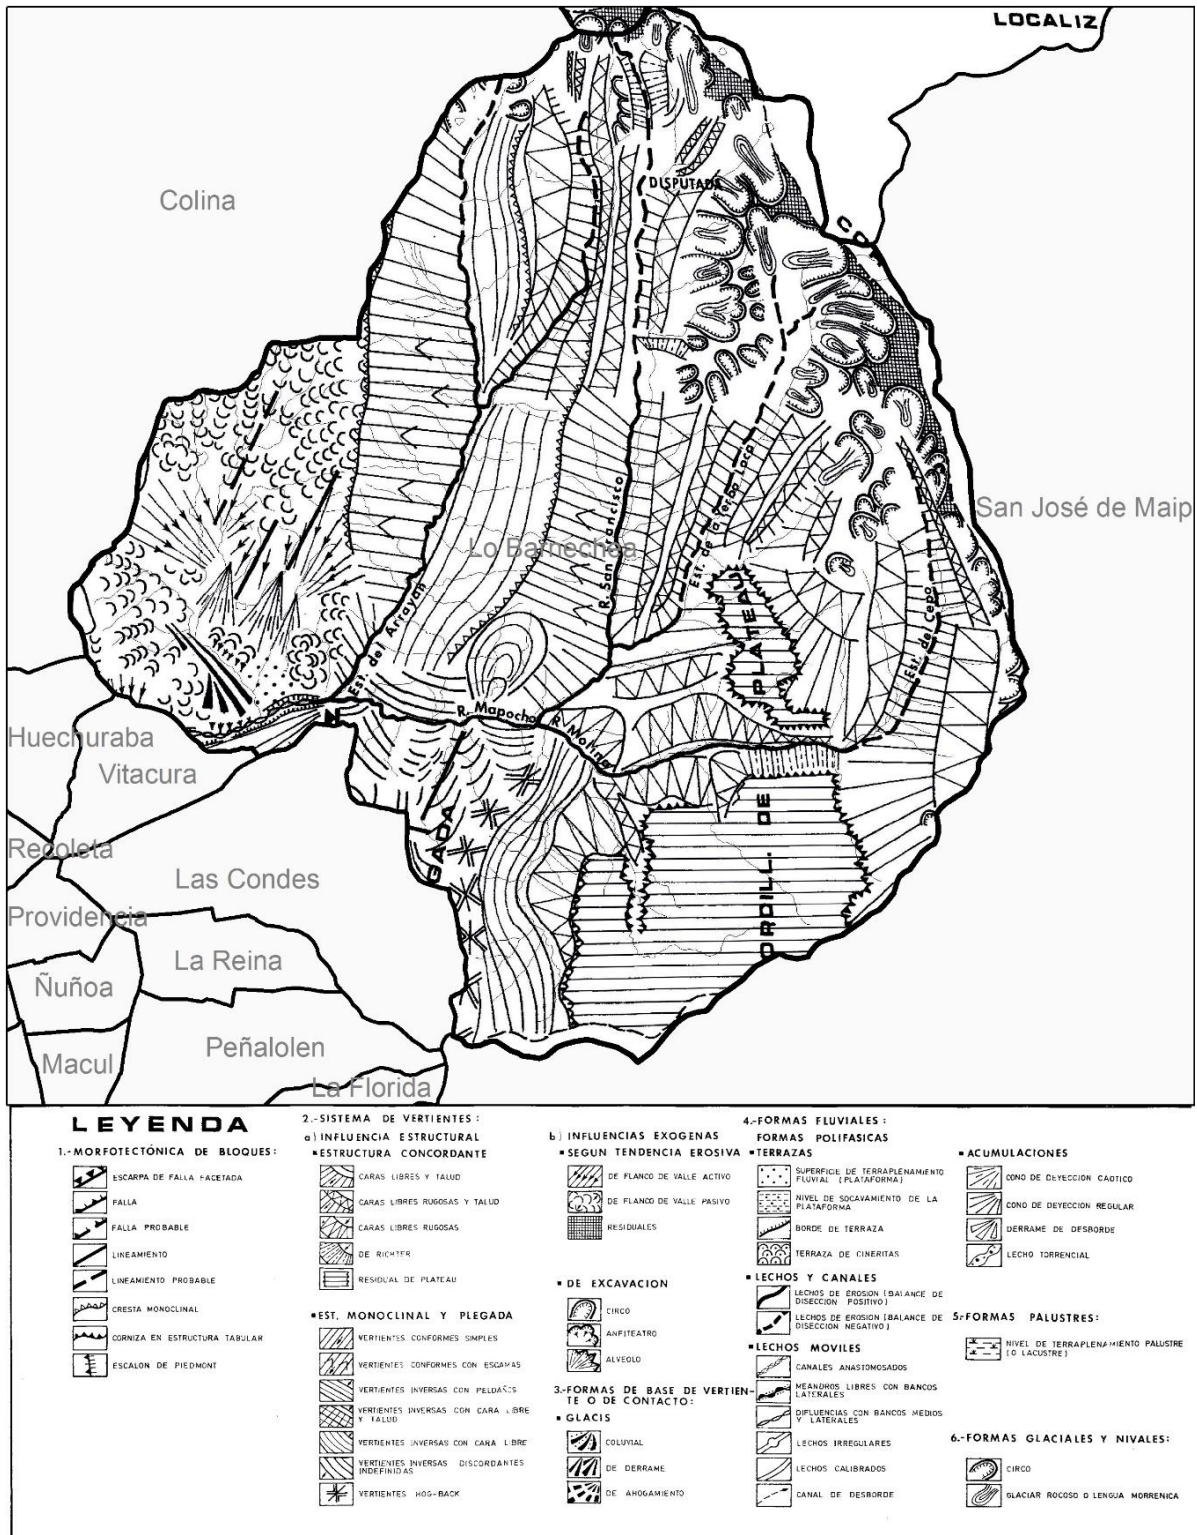 LOCALIZ
Colina
DISPUTADA
CO
San José de Maip
Lo Barnechea
R. San Francisco
Est. de la Yerba Loca
Est. del Arrayán
PLATEAU
Est. de Cepo
R. Mapocho
R. Molina
Huechuraba
Vitacura
GADA
Recoleta
Las Condes
ORDILL. DE
Providencia
La Reina
Ñuñoa
Peñalolen
Macul
La Florida
LEYENDA
1.-MORFOTECTÓNICA DE BLOQUES:
ESCARPA DE FALLA FACETADA
FALLA
FALLA PROBABLE
LINEAMIENTO
LINEAMIENTO PROBABLE
CRESTA MONOCLINAL
CORNIZA EN ESTRUCTURA TABULAR
ESCALON DE PIEDMONT
2.-SISTEMA DE VERTIENTES:
a) INFLUENCIA ESTRUCTURAL
ESTRUCTURA CONCORDANTE
CARAS LIBRES Y TALUD
CARAS LIBRES RUGOSAS Y TALUD
CARAS LIBRES RUGOSAS
DE RICHTER
RESIDUAL DE PLATEAU
EST. MONOCLINAL Y PLEGADA
VERTIENTES CONFORMES SIMPLES
VERTIENTES CONFORMES CON ESCAMAS
VERTIENTES INVERSAS CON PELDAÑOS
VERTIENTES INVERSAS CON CARA LIBRE
Y TALUD
VERTIENTES INVERSAS CON CARA LIBRE
VERTIENTES INVERSAS DISCORDANTES
INDEFINIDAS
VERTIENTES HOG-BACK
b) INFLUENCIAS EXOGENAS
SEGUN TENDENCIA EROSIVA
DE FLANCO DE VALLE ACTIVO
DE FLANCO DE VALLE PASIVO
RESIDUALES
DE EXCAVACION
CIRCO
ANFITEATRO
ALVEOLO
3.-FORMAS DE BASE DE VERTIEN-
TE O DE CONTACTO:
GLACIS
COLUVIAL
DE DERRAME
DE AHOGAMIENTO
4.-FORMAS FLUVIALES:
FORMAS POLIFASICAS
TERRAZAS
SUPERFICIE DE TERRAPLENAMIENTO
FLUVIAL (PLATAFORMA)
NIVEL DE SOCAVAMIENTO DE LA
PLATAFORMA
BORDE DE TERRAZA
TERRAZA DE CINERITAS
LECHOS Y CANALES
LECHOS DE EROSION (BALANCE DE
DISECCION POSITIVO)
LECHOS DE EROSION (BALANCE DE
DISECCION NEGATIVO)
LECHOS MOVILES
CANALES ANASTOMOSADOS
MEANDROS LIBRES CON BANCOS
LATERALES
DIFLUENCIAS CON BANCOS MEDIOS
Y LATERALES
LECHOS IRREGULARES
LECHOS CALIBRADOS
CANAL DE DESBORDE
ACUMULACIONES
CONO DE DEYECCION CAOTICO
CONO DE DEYECCION REGULAR
DERRAME DE DESBORDE
LECHO TORRENCIAL
5.-FORMAS PALUSTRES:
NIVEL DE TERRAPLENAMIENTO PALUSTRE
(O LACUSTRE)
6.-FORMAS GLACIALES Y NIVALES:
CIRCO
GLACIAR ROCOSO O LENGUA MORRENICA